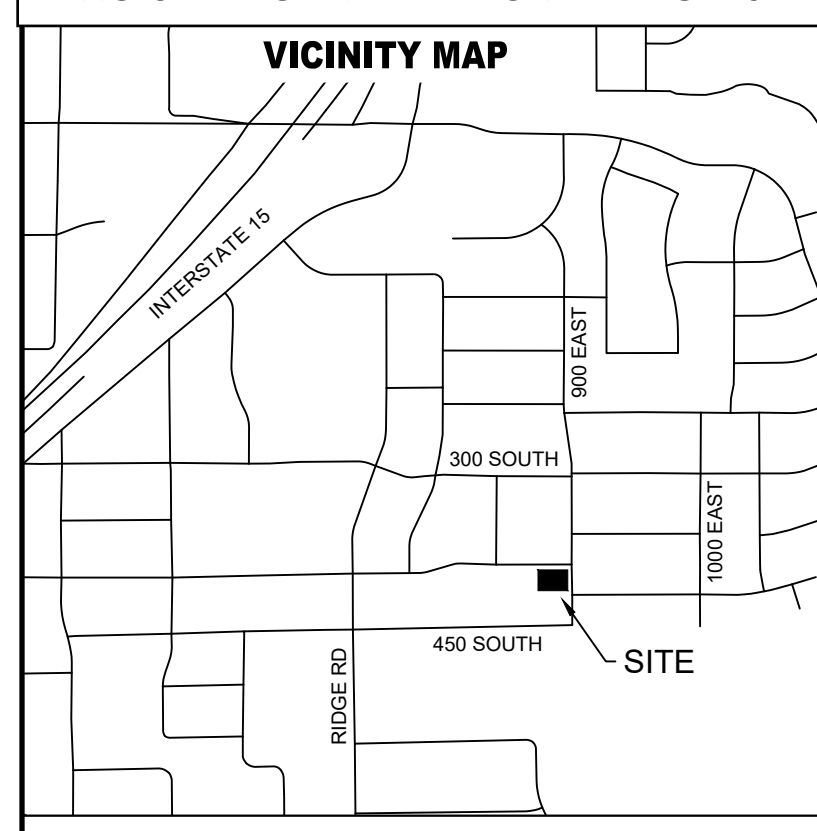 VICINITY MAP
INTERSTATE 15
900 EAST
300 SOUTH
1000 EAST
450 SOUTH
SITE
RIDGE RD